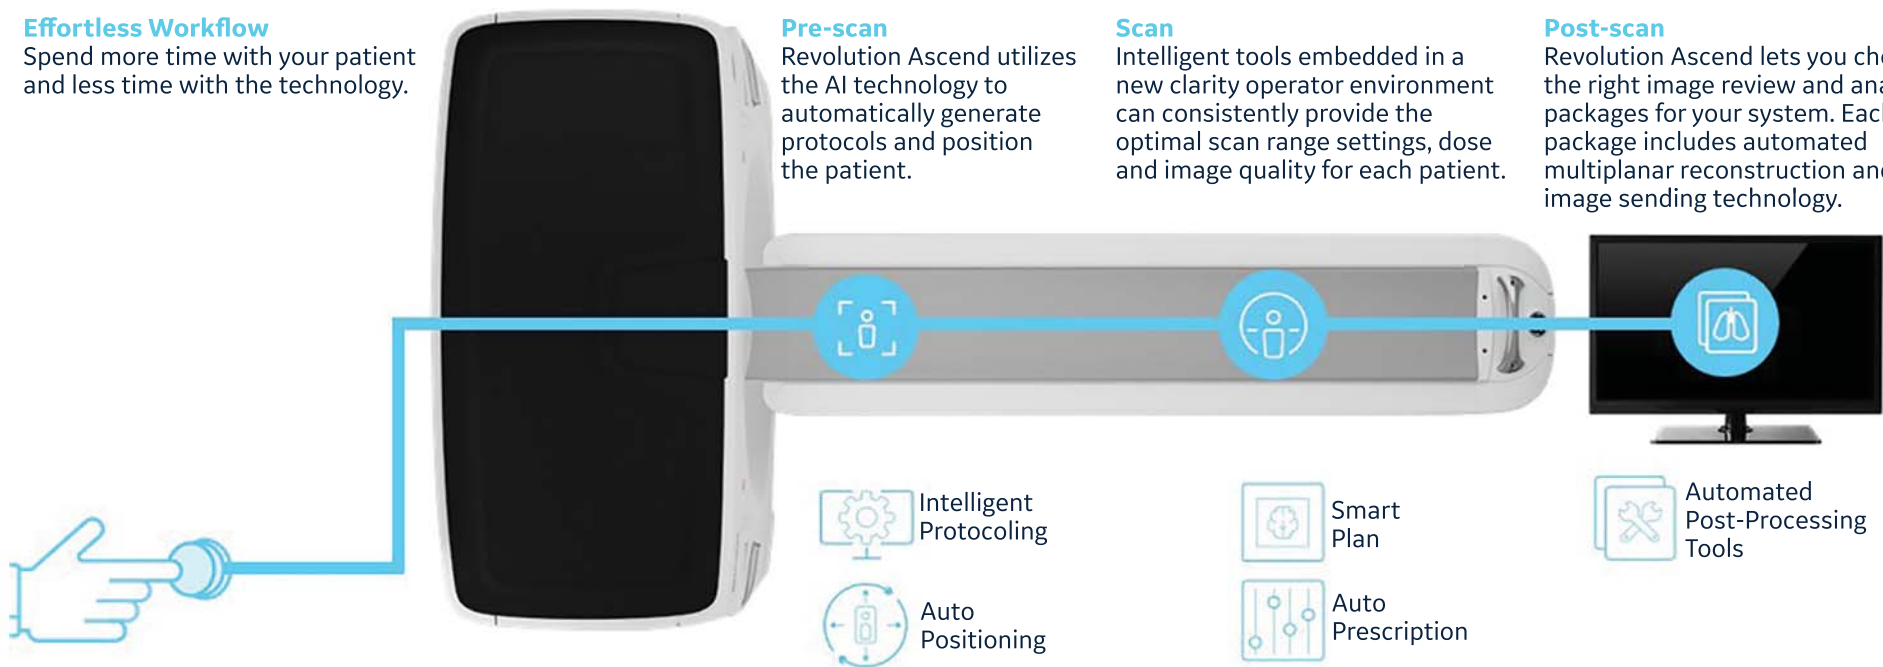 Effortless Workflow
Spend more time with your patient
and less time with the technology.
Pre-scan
Revolution Ascend utilizes
the AI technology to
automatically generate
protocols and position
the patient.
Scan
Intelligent tools embedded in a
new clarity operator environment
can consistently provide the
optimal scan range settings, dose
and image quality for each patient.
Post-scan
Revolution Ascend lets you
the right image review and
packages for your system.
package includes automated
multiplanar reconstruction
image sending technology.
Intelligent
Protocoling
Auto
Positioning
Smart
Plan
Auto
Prescription
Automated
Post-Processing
Tools